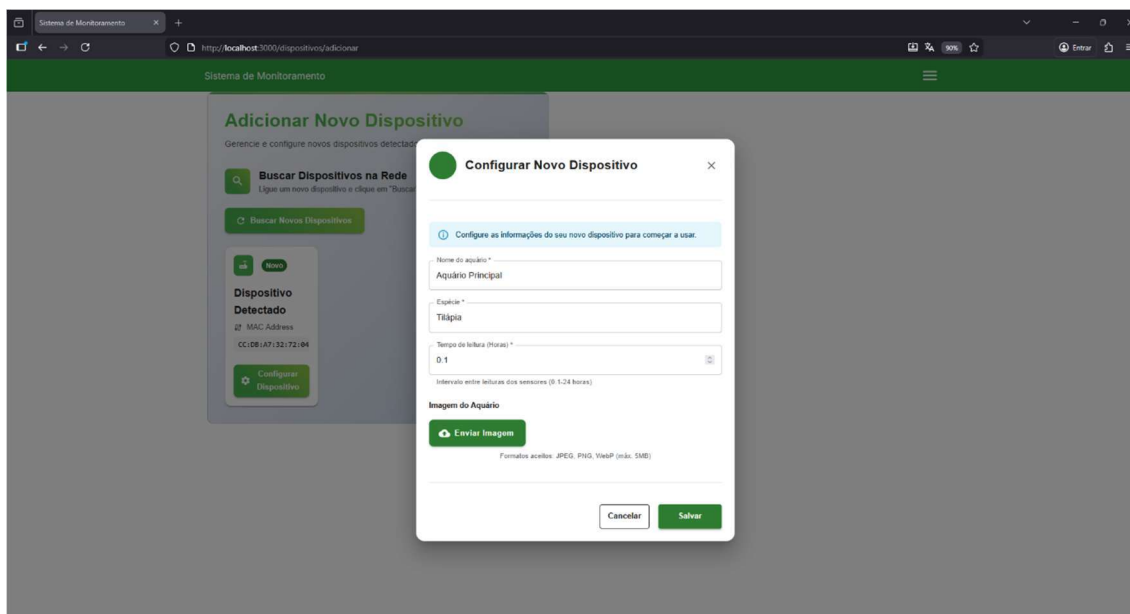 Sistema de Monitoramento
http://localhost:3000/dispositivos/adicionar
90%
Entrar
Sistema de Monitoramento
Adicionar Novo Dispositivo
Gerencie e configure novos dispositivos detectad
Buscar Dispositivos na Rede
Ligue um novo dispositivo e clique em "Buscar
Buscar Novos Dispositivos
Novo
Dispositivo
Detectado
MAC Address
CC:DB:A7:32:72:04
Configurar
Dispositivo
Configurar Novo Dispositivo
Configure as informações do seu novo dispositivo para começar a usar.
Nome do aquário *
Aquário Principal
Espécie *
Tilápia
Tempo de leitura (Horas) *
0.1
Intervalo entre leituras dos sensores (0.1-24 horas)
Imagem do Aquário
Enviar Imagem
Formatos aceitos: JPEG, PNG, WebP (máx. 5MB)
Cancelar
Salvar